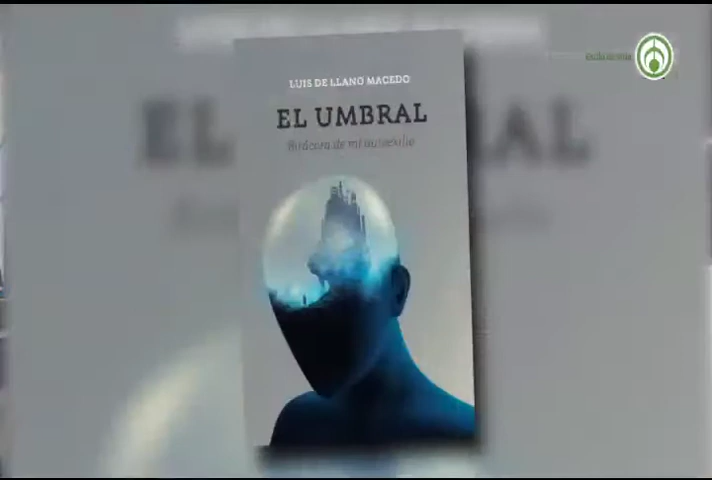 LUIS DE LLANO MACEDO
EL UMBRAL
Bitácora de mi autoexilio